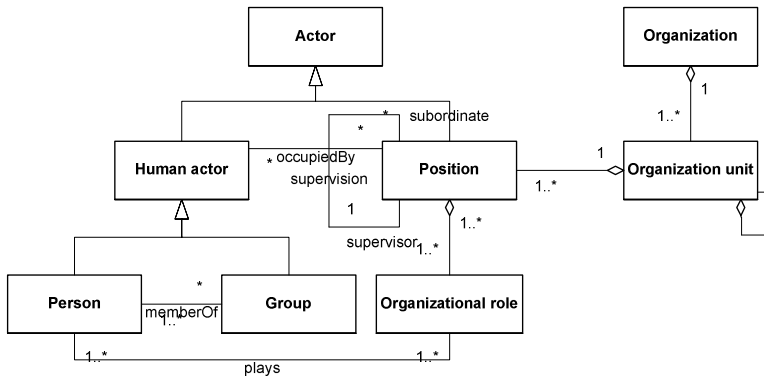 Actor
Organization
1
1..*
* subordinate
*
Human actor
* occupiedBy
Position
1
1..*
Organization unit
supervision
1
supervisor
1..*
1..*
Person
*
memberOf
1..*
Group
Organizational role
1..*
1..*
plays